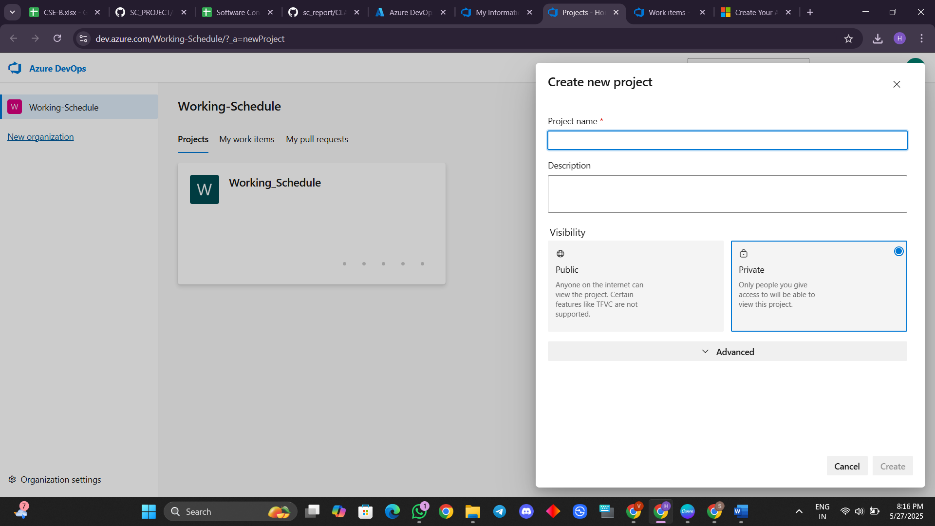 CSE-B.xlsx -
SC_PROJECT/
Software Con
sc_report/CI
Azure DevOp
My Informati
Projects - Ho
Work items
Create Your A
dev.azure.com/Working-Schedule/?_a=newProject
H
Azure DevOps
W Working-Schedule
New organization
Working-Schedule
Projects My work items My pull requests
W Working_Schedule
Organization settings
Create new project
Project name *
Description
Visibility
Public
Anyone on the internet can
view the project. Certain
features like TFVC are not
supported.
Private
Only people you give
access to will be able to
view this project.
Advanced
Cancel Create
7
Search
1
ENG
IN
8:16 PM
5/27/2025